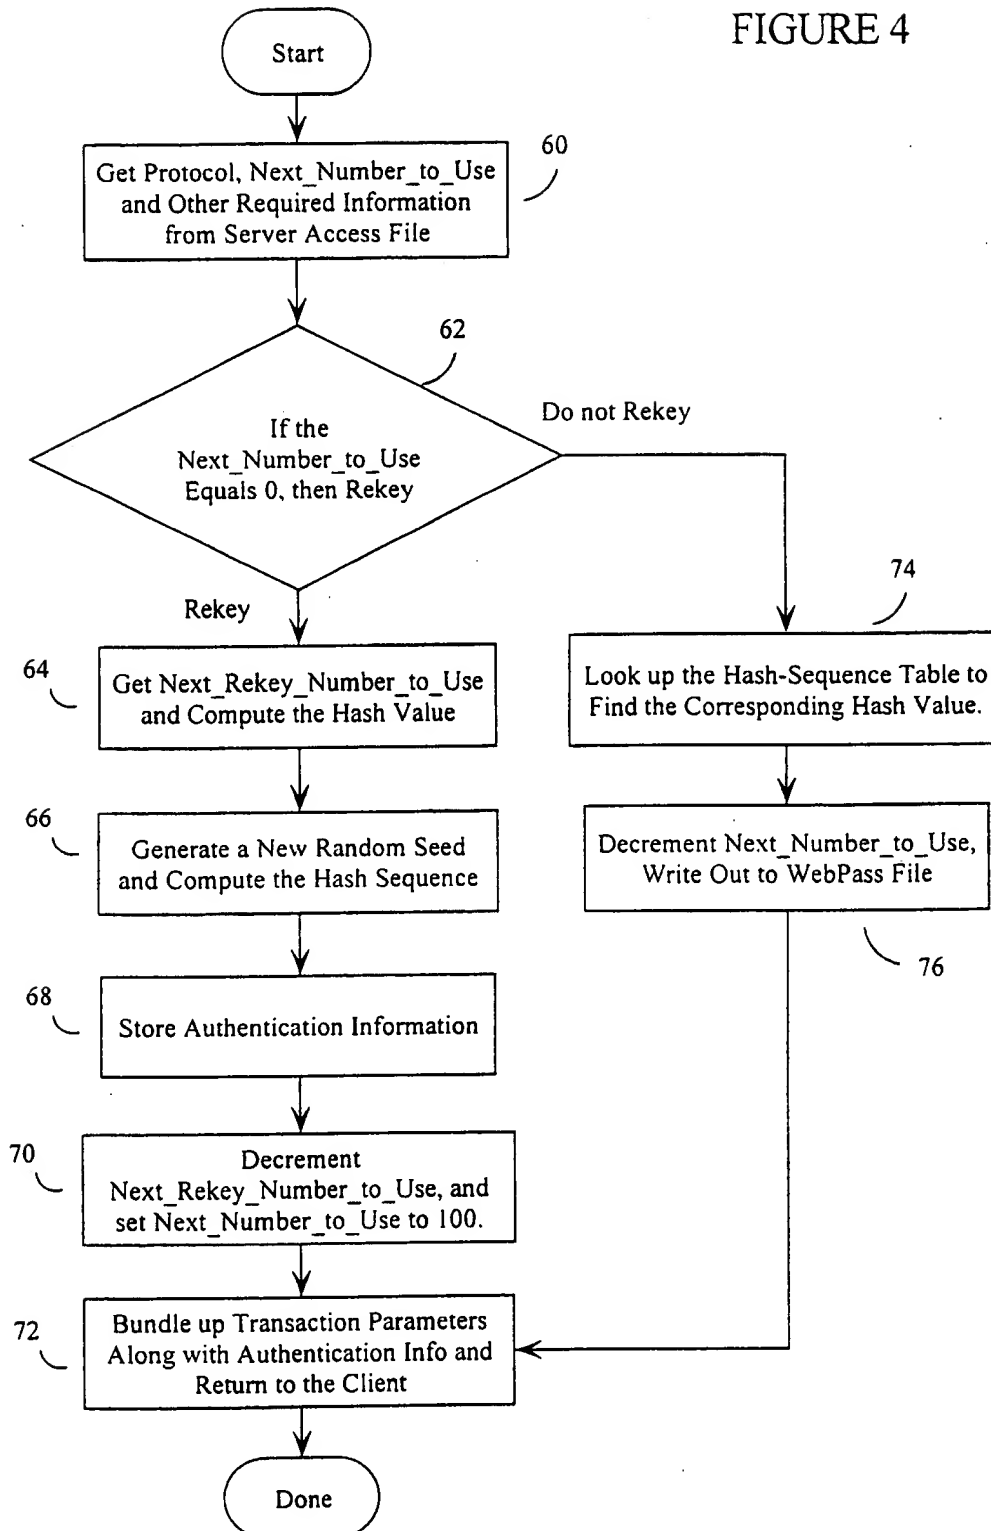 FIGURE 4
Start
60
Get Protocol, Next_Number_to_Use
and Other Required Information
from Server Access File
62
If the
Next_Number_to_Use
Equals 0, then Rekey
Do not Rekey
Rekey
64
Get Next_Rekey_Number_to_Use
and Compute the Hash Value
74
Look up the Hash-Sequence Table to
Find the Corresponding Hash Value.
66
Generate a New Random Seed
and Compute the Hash Sequence
Decrement Next_Number_to_Use,
Write Out to WebPass File
76
68
Store Authentication Information
70
Decrement
Next_Rekey_Number_to_Use, and
set Next_Number_to_Use to 100.
72
Bundle up Transaction Parameters
Along with Authentication Info and
Return to the Client
Done